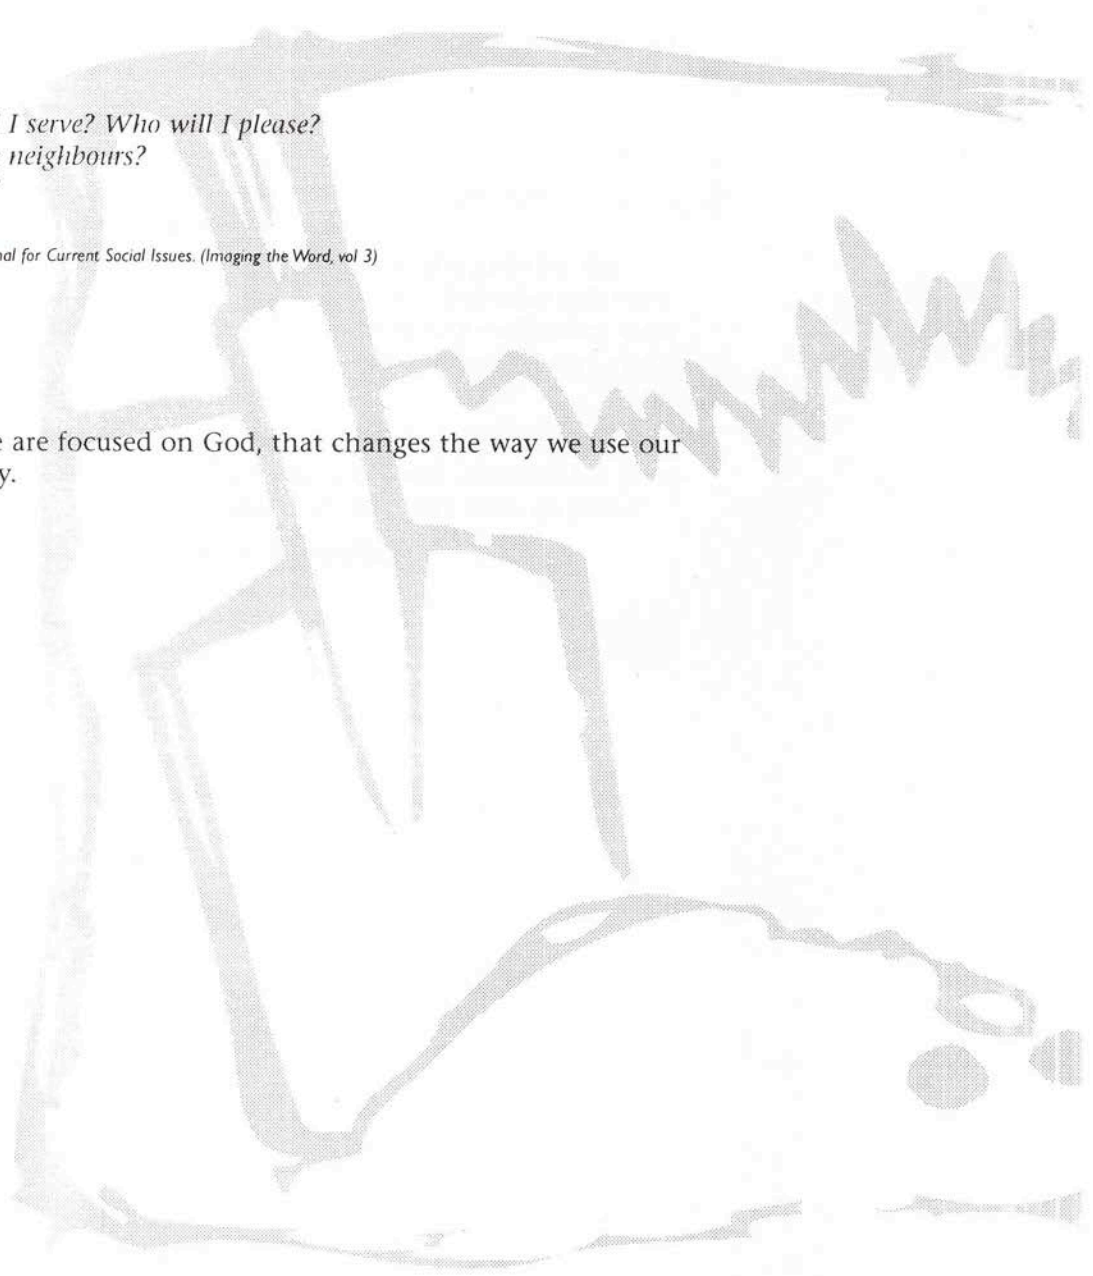 I serve? Who will I please?
neighbours?
nal for Current Social Issues. (Imaging the Word, vol 3)
e are focused on God, that changes the way we use our
y.